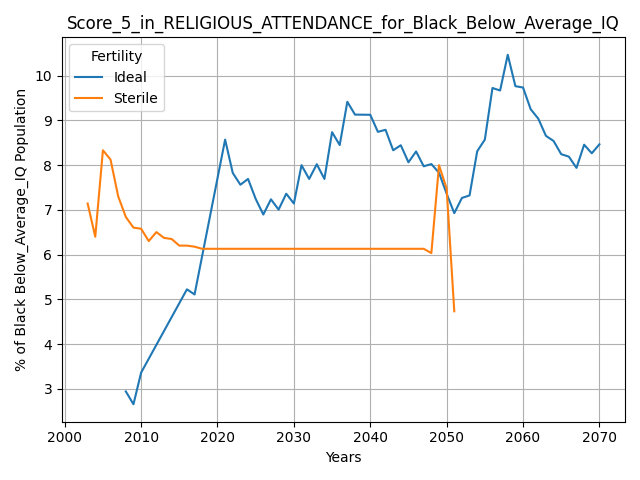 Score_5_in_RELIGIOUS_ATTENDANCE_for_Black_Below_Average_IQ
Fertility
Ideal
Sterile
% of Black Below_Average_IQ Population
10
9
8
7
6
5
4
3
2000 2010 2020 2030 2040 2050 2060 2070
Years